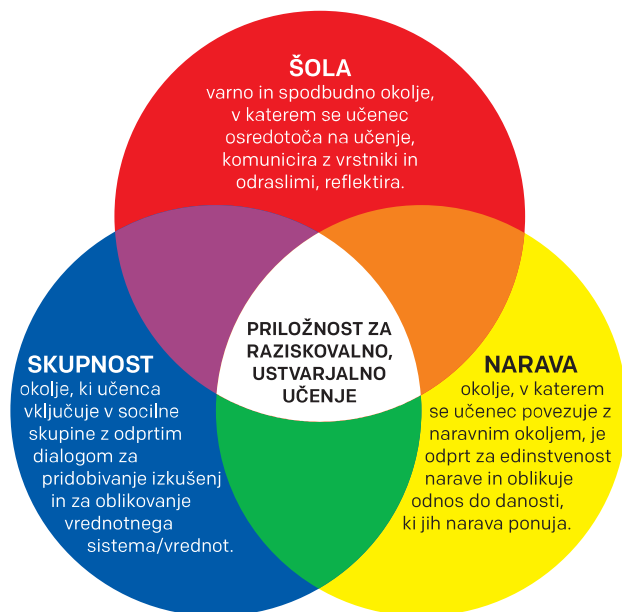 ŠOLA
varno in spodbudno okolje,
v katerem se učenec
osredotoča na učenje,
komunicira z vrstniki in
odraslimi, reflektira.
PRILOŽNOST ZA
RAZISKOVALNO,
USTVARJALNO
UČENJE
SKUPNOST
okolje, ki učenca
vključuje v socilne
skupine z odprtim
dialogom za
pridobivanje izkušenj
in za oblikovanje
vrednotnega
sistema/vrednot.
NARAVA
okolje, v katerem
se učenec povezuje z
naravnim okoljem, je
odprt za edinstvenost
narave in oblikuje
odnos do danosti,
ki jih narava ponuja.